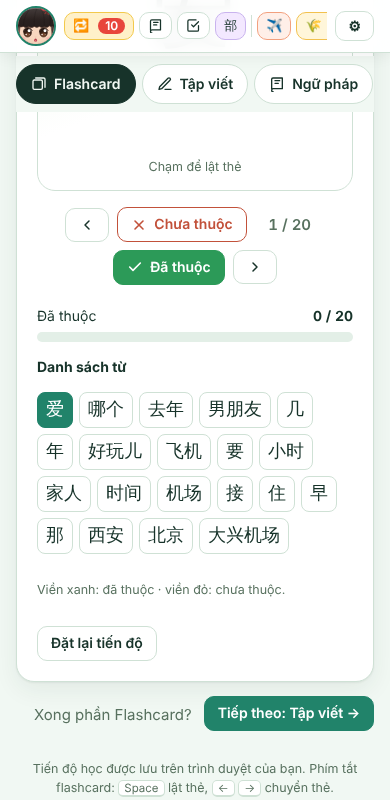 10 部
Flashcard Tập viết Ngữ pháp
Chạm để lật thẻ
Chưa thuộc 1 / 20
Đã thuộc
Đã thuộc 0 / 20
Danh sách từ
爱 哪个 去年 男朋友 几
年 好玩儿 飞机 要 小时
家人 时间 机场 接 住 早
那 西安 北京 大兴机场
Viền xanh: đã thuộc · viền đỏ: chưa thuộc.
Đặt lại tiến độ
Xong phần Flashcard? Tiếp theo: Tập viết →
Tiến độ học được lưu trên trình duyệt của bạn. Phím tắt
flashcard: Space lật thẻ, ← → chuyển thẻ.